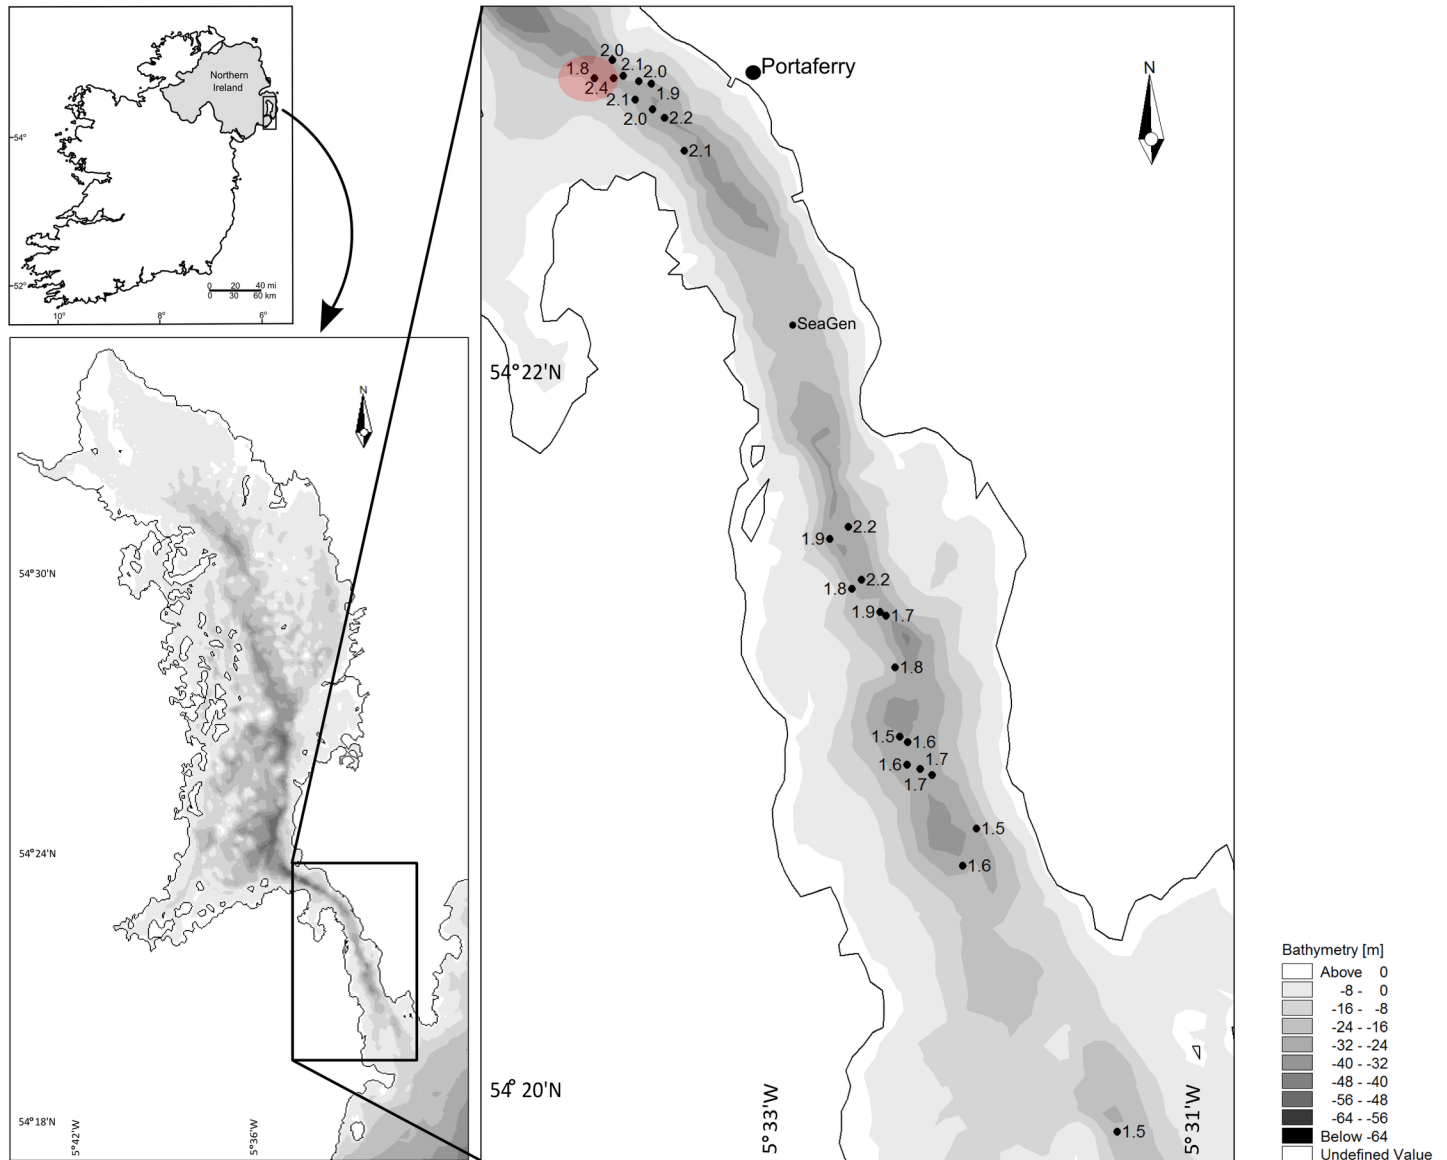 Northern
Ireland
54°
52°
0 20 40 mi
0 30 60 km
10°
8°
6°
N
54°30'N
54°24'N
54°18'N
5°42'W
5°36'W
Portaferry
N
2.0
1.8
2.1
2.0
2.4
1.9
2.1
2.0
2.2
2.1
SeaGen
54°22'N
2.2
1.9
2.2
1.8
1.9
1.7
1.8
1.5
1.6
1.7
1.6
1.7
1.5
1.6
54°20'N
5°33'W
5°31'W
1.5
Bathymetry [m]
Above 0
-8 - 0
-16 - -8
-24 - -16
-32 - -24
-40 - -32
-48 - -40
-56 - -48
-64 - -56
Below -64
Undefined Value